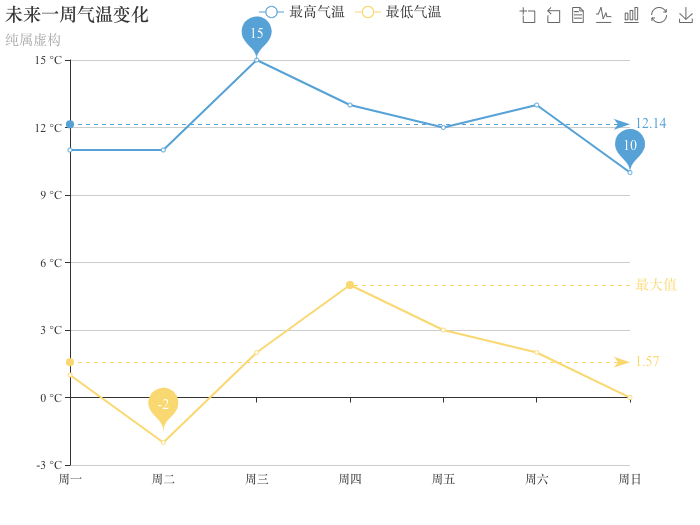 未来一周气温变化
纯属虚构
最高气温 最低气温
15 °C
12 °C
9 °C
6 °C
3 °C
0 °C
-3 °C
15
12.14
10
最大值
1.57
-2
周一 周二 周三 周四 周五 周六 周日